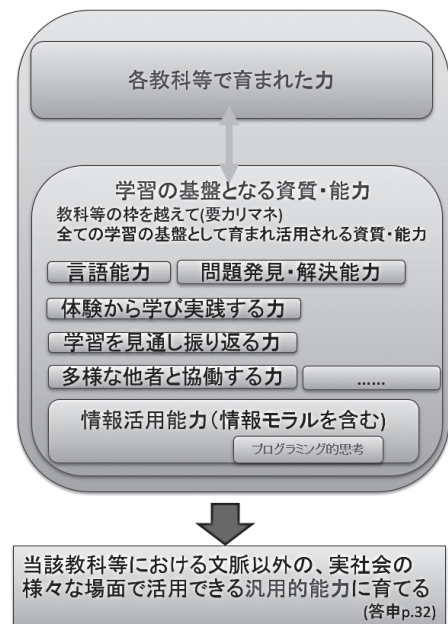 各教科等で育まれた力
学習の基盤となる資質・能力
教科等の枠を越えて(要カリマネ)
全ての学習の基盤として育まれ活用される資質・能力
言語能力
問題発見・解決能力
体験から学び実践する力
学習を見通し振り返る力
多様な他者と協働する力
……
情報活用能力(情報モラルを含む)
プログラミング的思考
当該教科等における文脈以外の、実社会の
様々な場面で活用できる汎用的能力に育てる
(答申p.32)